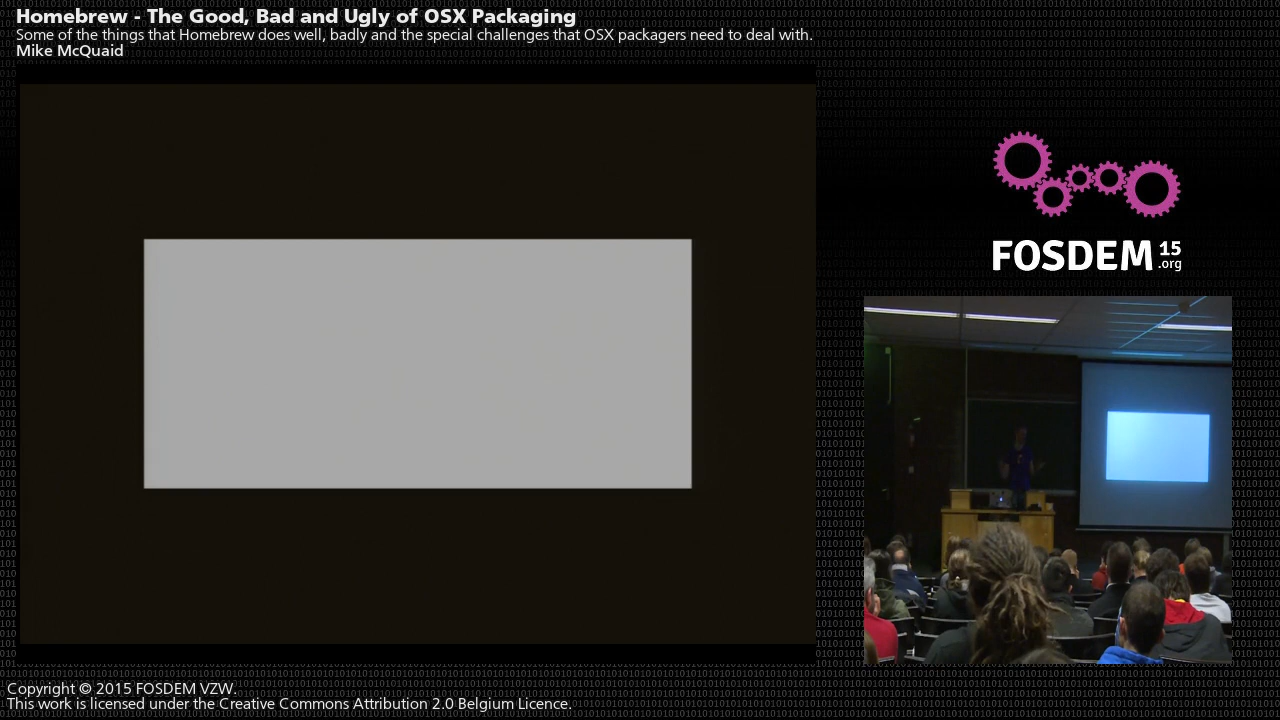 Homebrew - The Good, Bad and Ugly of OSX Packaging
Some of the things that Homebrew does well, badly and the special challenges that OSX packagers need to deal with.
Mike McQuaid
FOSDEM 15
.org
Copyright © 2015 FOSDEM VZW.
This work is licensed under the Creative Commons Attribution 2.0 Belgium Licence.